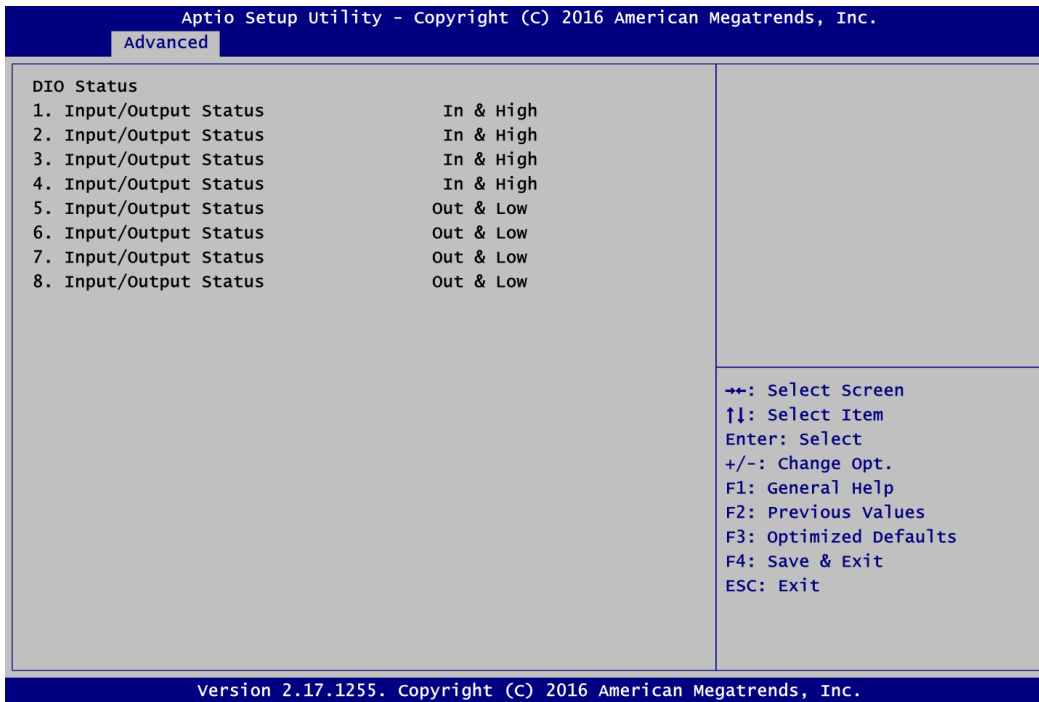 Aptio Setup Utility - Copyright (C) 2016 American Megatrends, Inc.
Advanced
DIO Status
1. Input/Output Status In & High
2. Input/Output Status In & High
3. Input/Output Status In & High
4. Input/Output Status In & High
5. Input/Output Status Out & Low
6. Input/Output Status Out & Low
7. Input/Output Status Out & Low
8. Input/Output Status Out & Low
→←: Select Screen
↑↓: Select Item
Enter: Select
+/-: Change Opt.
F1: General Help
F2: Previous Values
F3: Optimized Defaults
F4: Save & Exit
ESC: Exit
Version 2.17.1255. Copyright (C) 2016 American Megatrends, Inc.